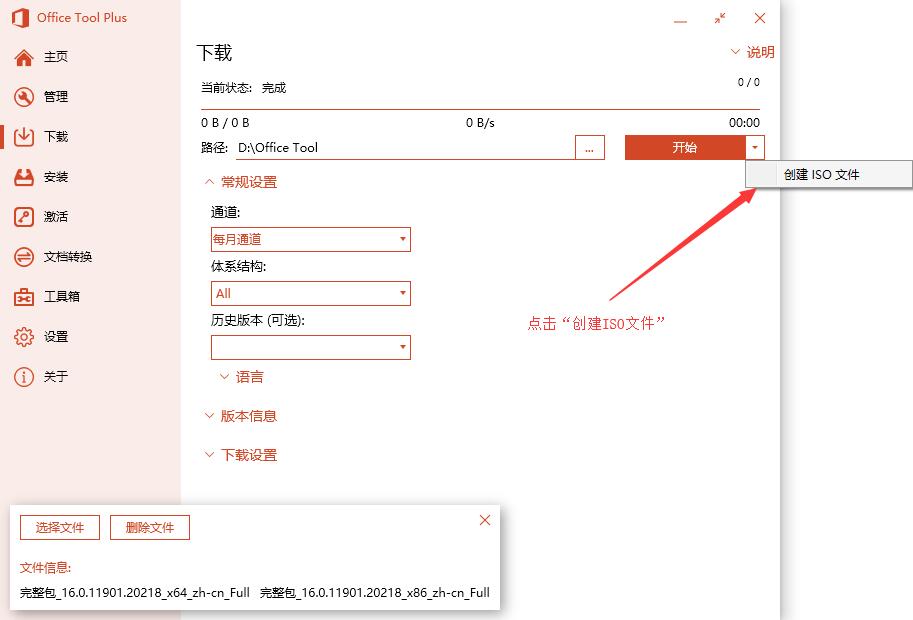 Office Tool Plus
主页
管理
下载
安装
激活
文档转换
工具箱
设置
关于
下载
说明
当前状态: 完成
0 / 0
0 B / 0 B
0 B/s
00:00
路径: D:\Office Tool
...
开始
创建 ISO 文件
常规设置
通道:
每月通道
体系结构:
All
点击“创建ISO文件”
历史版本 (可选):
语言
版本信息
下载设置
选择文件
删除文件
文件信息:
完整包_16.0.11901.20218_x64_zh-cn_Full 完整包_16.0.11901.20218_x86_zh-cn_Full